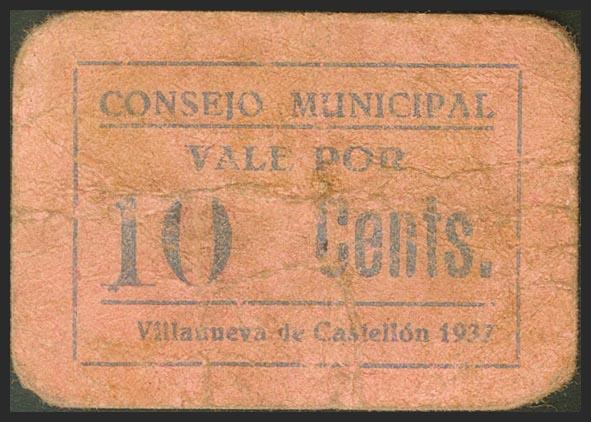 CONSEJO MUNICIPAL
VALE POR
10 Cents.
Villanueva de Castellón 1937